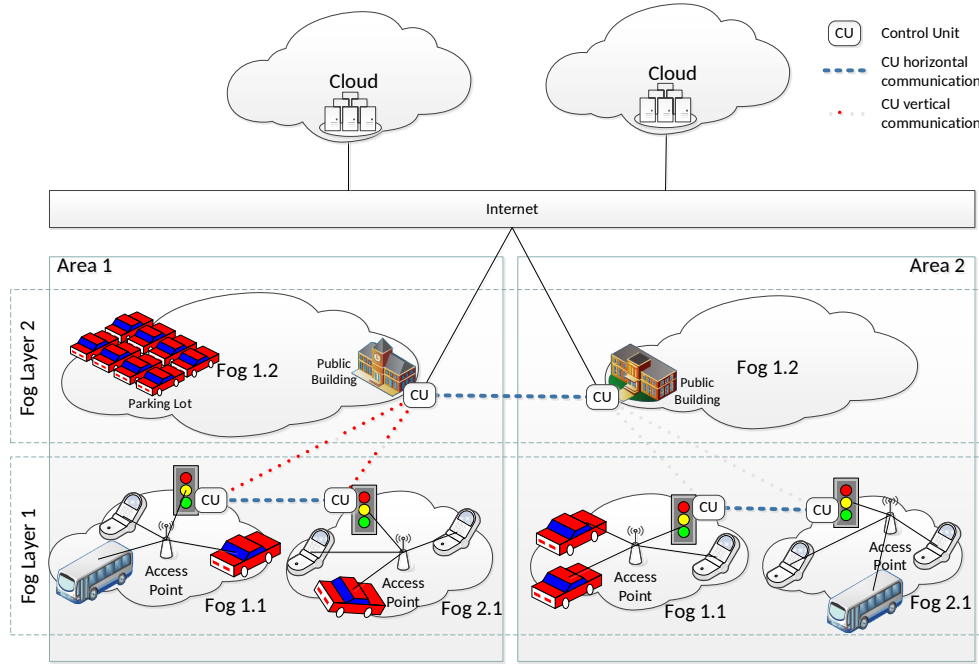 Cloud
Cloud
CU
Control Unit
CU horizontal
communication
CU vertical
communication
Internet
Area 1
Area 2
Fog Layer 2
Fog 1.2
Parking Lot
Public
Building
CU
CU
Public
Building
Fog 1.2
Fog Layer 1
CU
CU
CU
CU
Access
Point
Fog 1.1
Access
Point
Fog 2.1
Access
Point
Fog 1.1
Access
Point
Fog 2.1